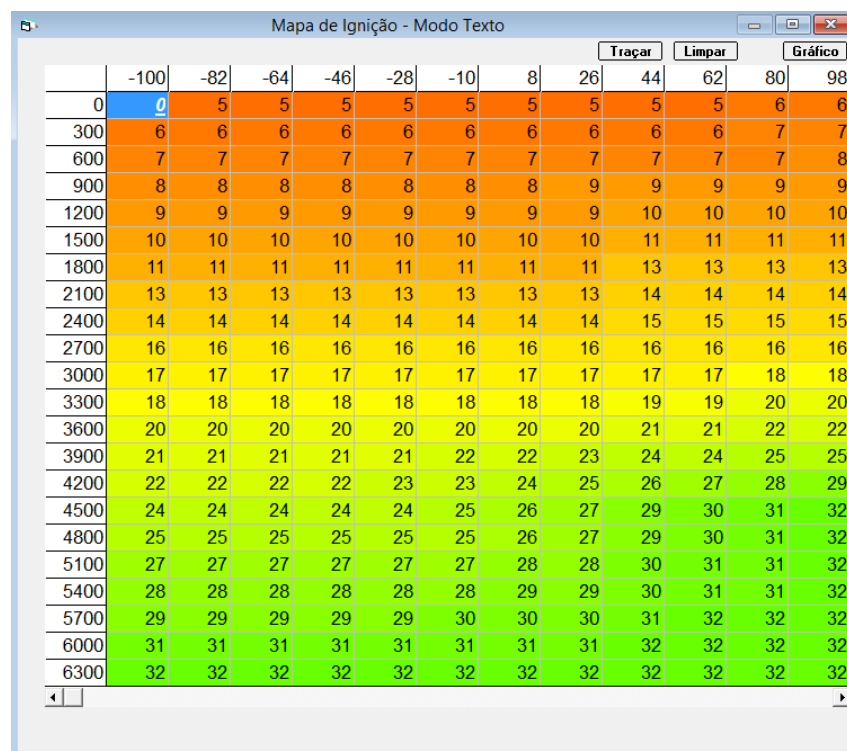 Mapa de Ignição - Modo Texto
Traçar Limpar Gráfico
-100 -82 -64 -46 -28 -10 8 26 44 62 80 98
0 0 5 5 5 5 5 5 5 5 5 6 6
300 6 6 6 6 6 6 6 6 6 6 7 7
600 7 7 7 7 7 7 7 7 7 7 7 8
900 8 8 8 8 8 8 8 9 9 9 9 9
1200 9 9 9 9 9 9 9 9 10 10 10 10
1500 10 10 10 10 10 10 10 10 11 11 11 11
1800 11 11 11 11 11 11 11 11 13 13 13 13
2100 13 13 13 13 13 13 13 13 14 14 14 14
2400 14 14 14 14 14 14 14 14 15 15 15 15
2700 16 16 16 16 16 16 16 16 16 16 16 16
3000 17 17 17 17 17 17 17 17 17 17 18 18
3300 18 18 18 18 18 18 18 18 19 19 20 20
3600 20 20 20 20 20 20 20 20 21 21 22 22
3900 21 21 21 21 21 22 22 23 24 24 25 25
4200 22 22 22 22 23 23 24 25 26 27 28 29
4500 24 24 24 24 24 25 26 27 29 30 31 32
4800 25 25 25 25 25 25 26 27 29 30 31 32
5100 27 27 27 27 27 27 28 28 30 31 31 32
5400 28 28 28 28 28 28 29 29 30 31 31 32
5700 29 29 29 29 29 30 30 30 31 32 32 32
6000 31 31 31 31 31 31 31 31 32 32 32 32
6300 32 32 32 32 32 32 32 32 32 32 32 32